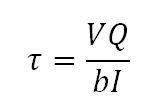 τ = VQ / bI